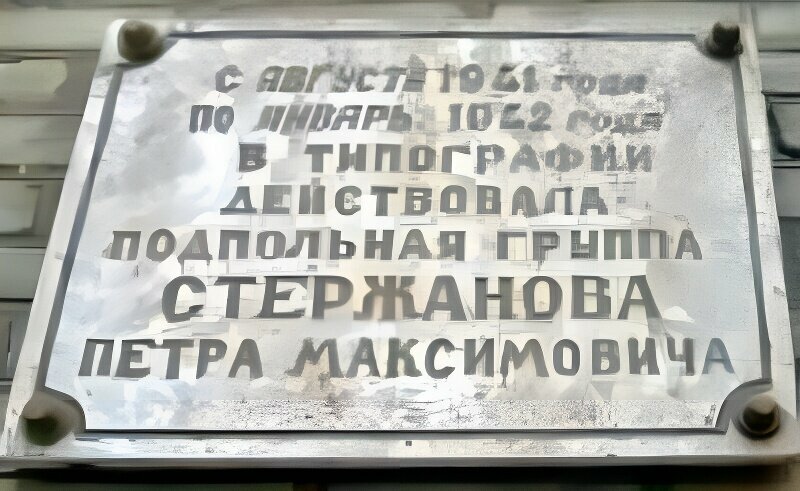 С АВГУСТА 1941 года
ПО ЯНВАРЬ 1942 года
В ТИПОГРАФИИ
ДЕЙСТВОВАЛА
ПОДПОЛЬНАЯ ГРУППА
СТЕРЖАНОВА
ПЕТРА МАКСИМОВИЧА